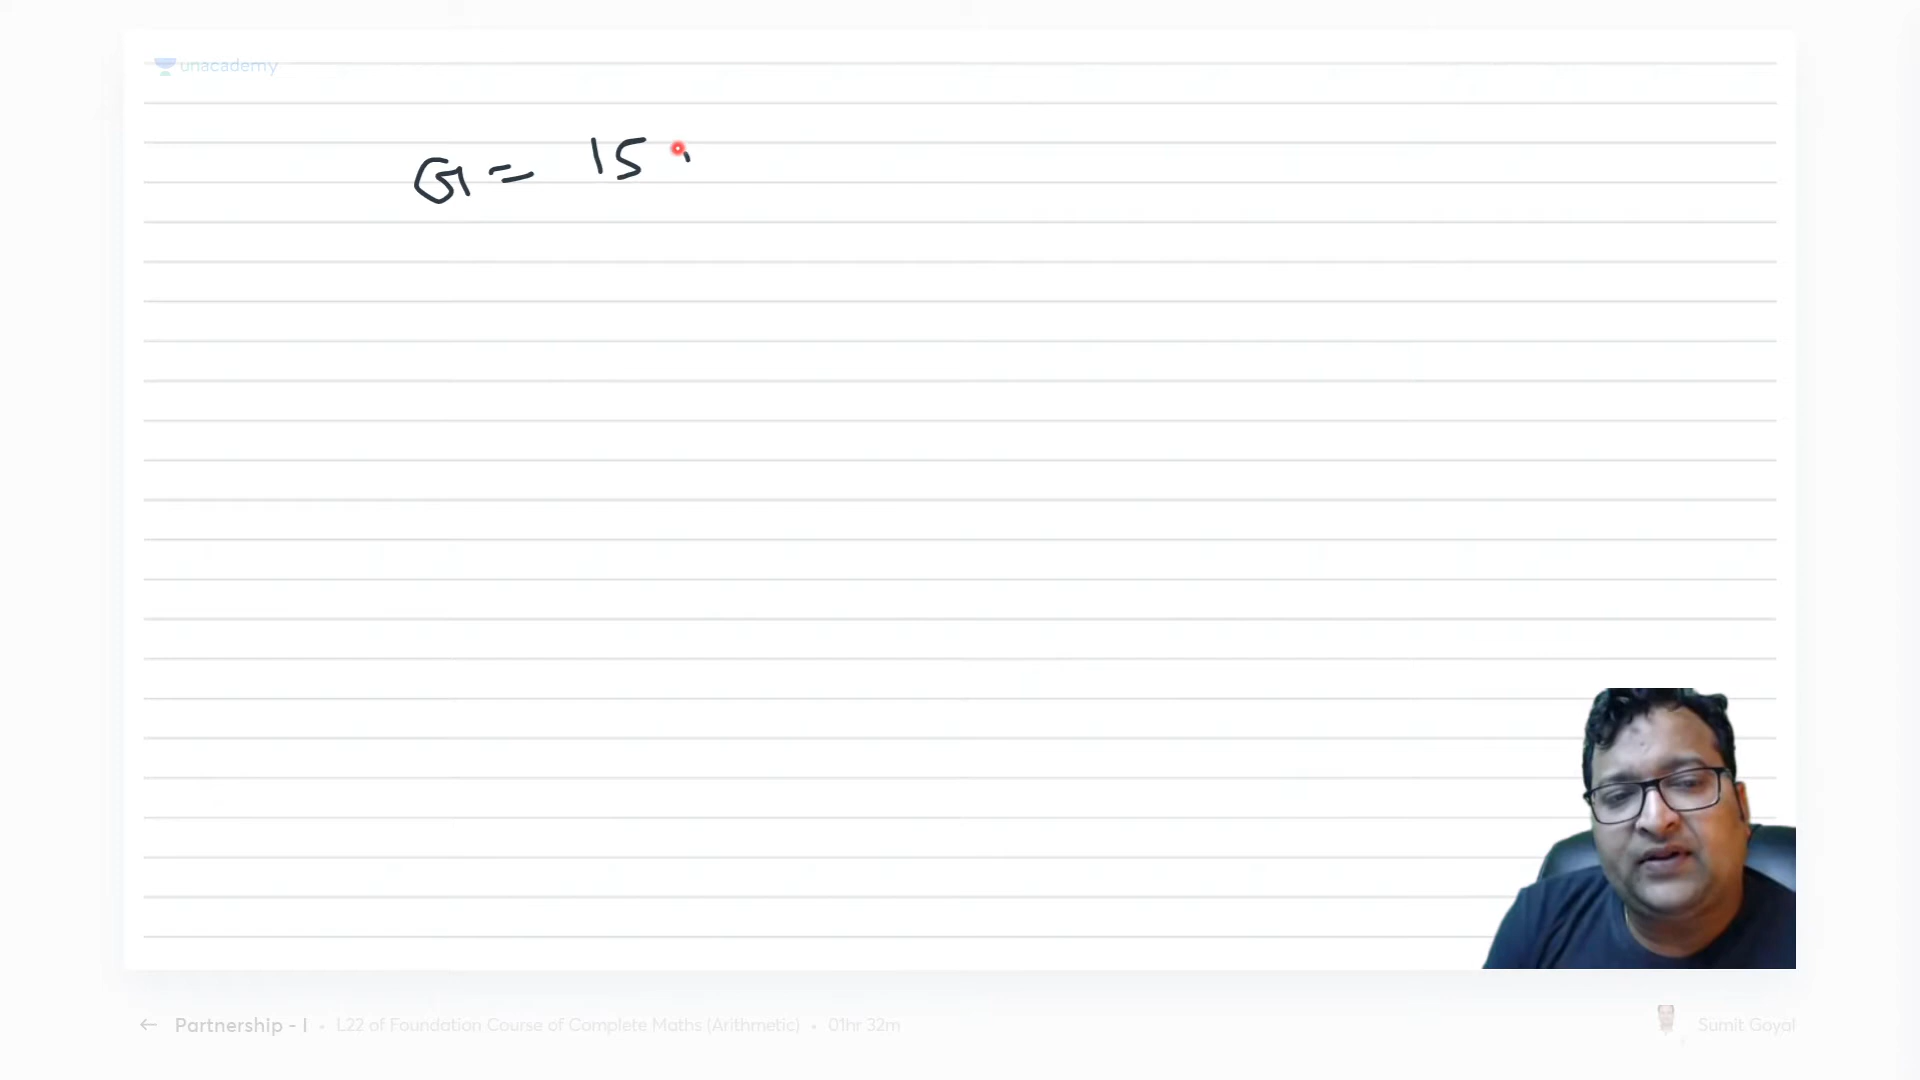 unacademy
G = 15
← Partnership - I • L22 of Foundation Course of Complete Maths (Arithmetic) • 01hr 32m
Sumit Goyal